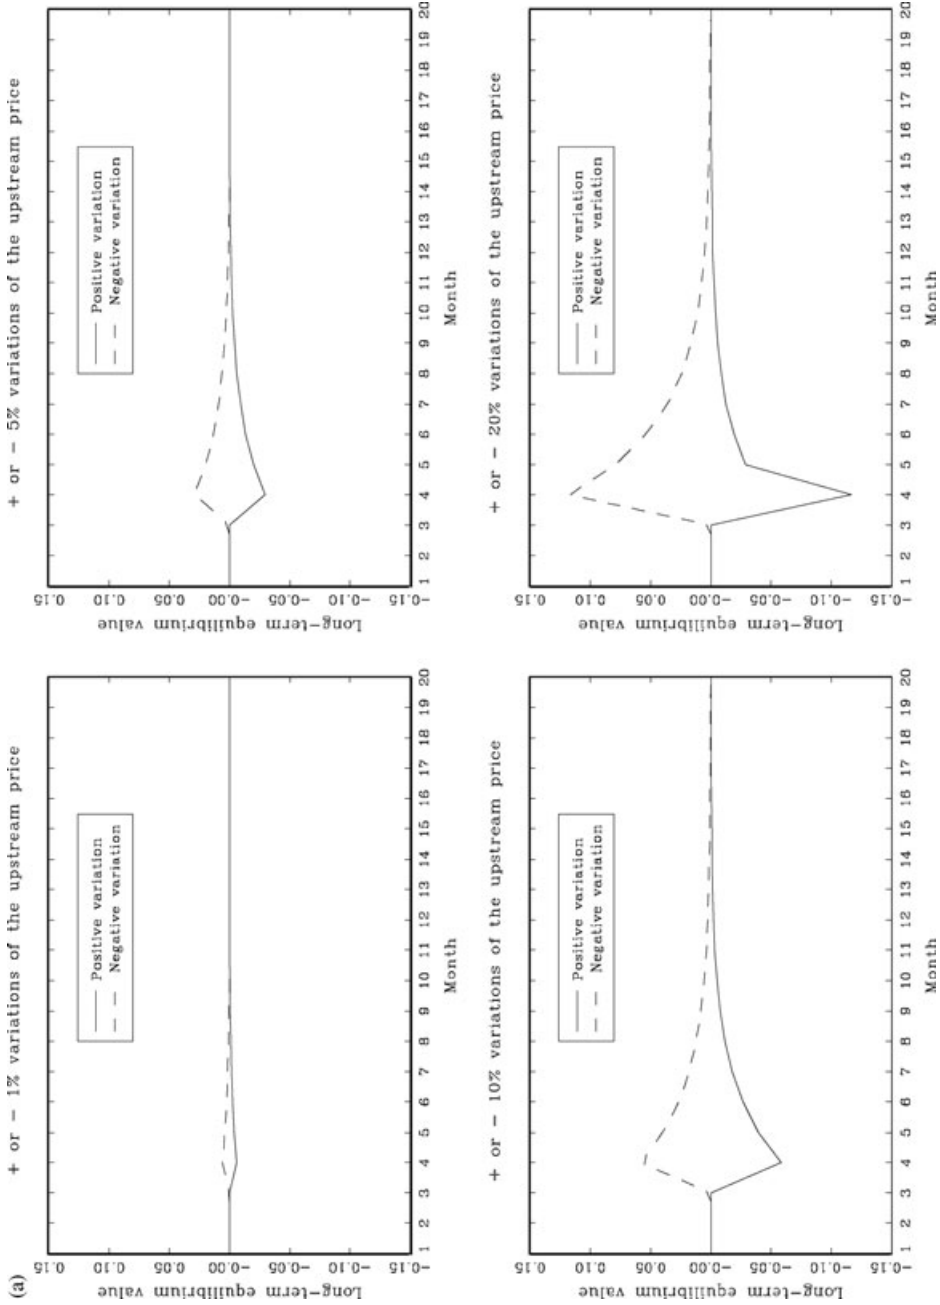 (a)
+ or − 1% variations of the upstream price
Long-term equilibrium value
0.15
0.10
0.05
−0.00
−0.05
−0.10
−0.15
Positive variation
Negative variation
1 2 3 4 5 6 7 8 9 10 11 12 13 14 15 16 17 18 19 20
Month
+ or − 5% variations of the upstream price
Long-term equilibrium value
0.15
0.10
0.05
−0.00
−0.05
−0.10
−0.15
Positive variation
Negative variation
1 2 3 4 5 6 7 8 9 10 11 12 13 14 15 16 17 18 19 20
Month
+ or − 10% variations of the upstream price
Long-term equilibrium value
0.15
0.10
0.05
−0.00
−0.05
−0.10
−0.15
Positive variation
Negative variation
1 2 3 4 5 6 7 8 9 10 11 12 13 14 15 16 17 18 19 20
Month
+ or − 20% variations of the upstream price
Long-term equilibrium value
0.15
0.10
0.05
−0.00
−0.05
−0.10
−0.15
Positive variation
Negative variation
1 2 3 4 5 6 7 8 9 10 11 12 13 14 15 16 17 18 19 20
Month